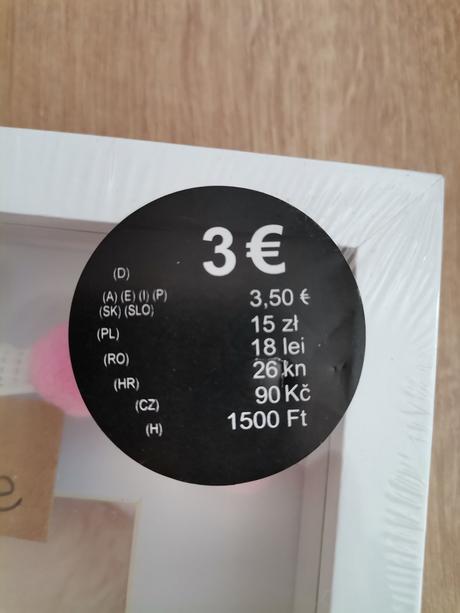 (D) 3 €
(A) (E) (I) (P) 3,50 €
(SK) (SLO)
(PL) 15 zł
(RO) 18 lei
(HR) 26 kn
(CZ) 90 Kč
(H) 1500 Ft
e